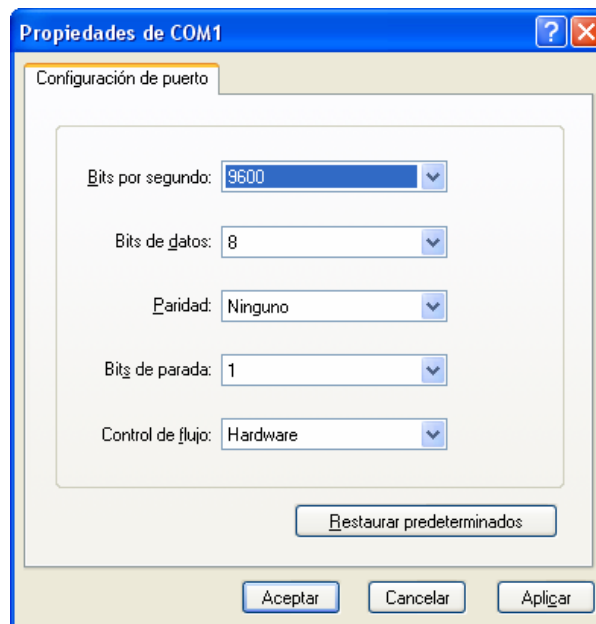 Propiedades de COM1
?
Configuración de puerto
Bits por segundo: 9600
Bits de datos: 8
Paridad: Ninguno
Bits de parada: 1
Control de flujo: Hardware
Restaurar predeterminados
Aceptar Cancelar Aplicar